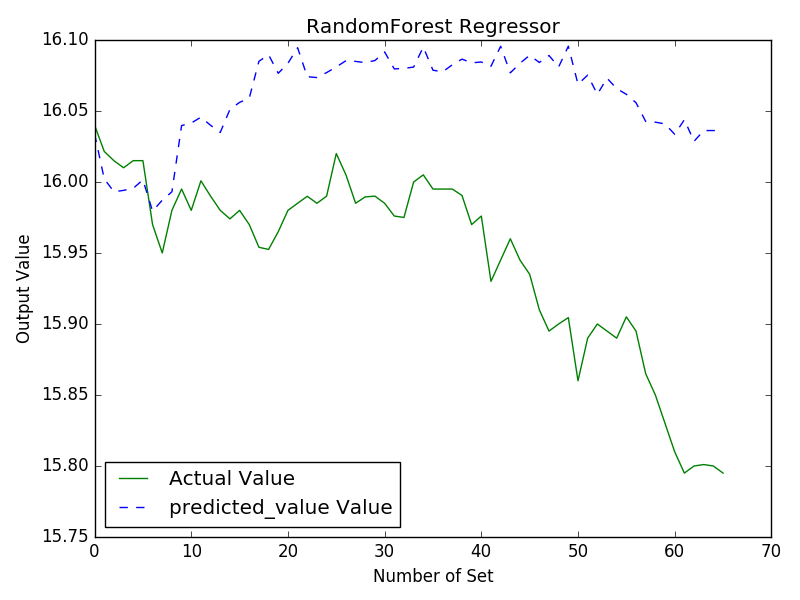 RandomForest Regressor
16.10
16.05
16.00
15.95
15.90
15.85
15.80
15.75
Output Value
Actual Value
predicted_value Value
0 10 20 30 40 50 60 70
Number of Set